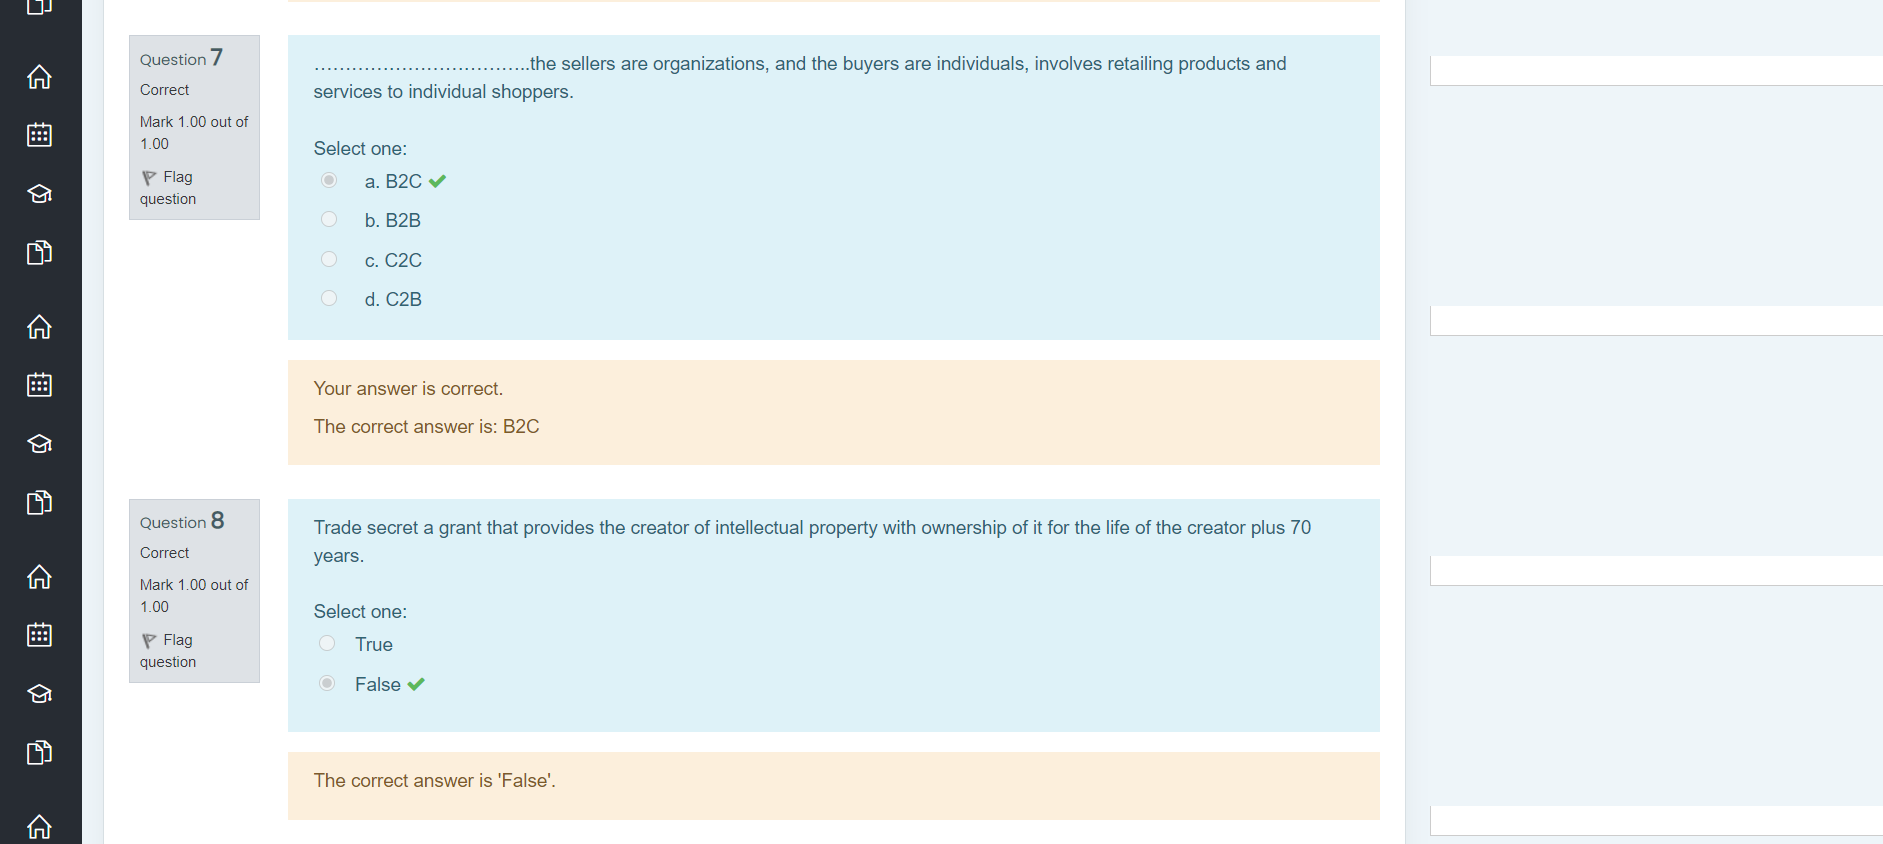 Question 7
Correct
Mark 1.00 out of
1.00
Flag
question
……………………………..the sellers are organizations, and the buyers are individuals, involves retailing products and
services to individual shoppers.
Select one:
a. B2C
b. B2B
c. C2C
d. C2B
Your answer is correct.
The correct answer is: B2C
Question 8
Correct
Mark 1.00 out of
1.00
Flag
question
Trade secret a grant that provides the creator of intellectual property with ownership of it for the life of the creator plus 70
years.
Select one:
True
False
The correct answer is 'False'.